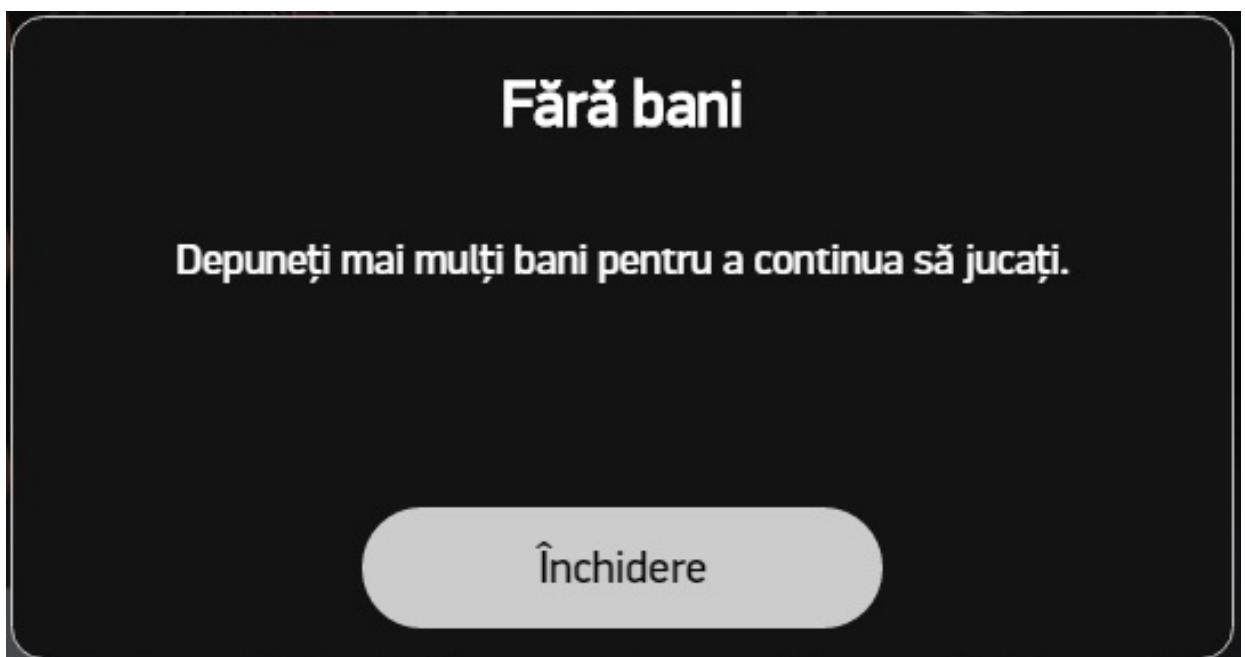 Fără bani
Depuneți mai mulți bani pentru a continua să jucați.
Închidere